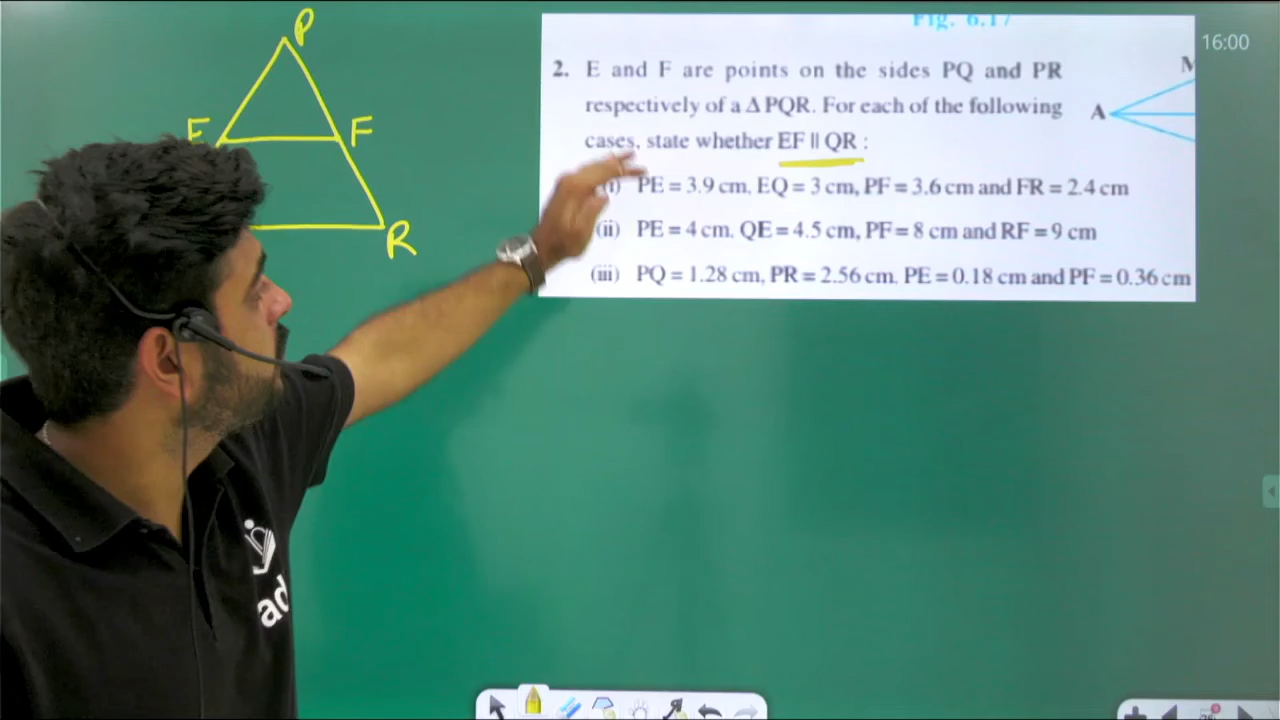 P
E F
R
Fig. 6.17
16:00
2. E and F are points on the sides PQ and PR
respectively of a Δ PQR. For each of the following
cases, state whether EF || QR :
(i) PE = 3.9 cm, EQ = 3 cm, PF = 3.6 cm and FR = 2.4 cm
(ii) PE = 4 cm, QE = 4.5 cm, PF = 8 cm and RF = 9 cm
(iii) PQ = 1.28 cm, PR = 2.56 cm, PE = 0.18 cm and PF = 0.36 cm
M
A
ad